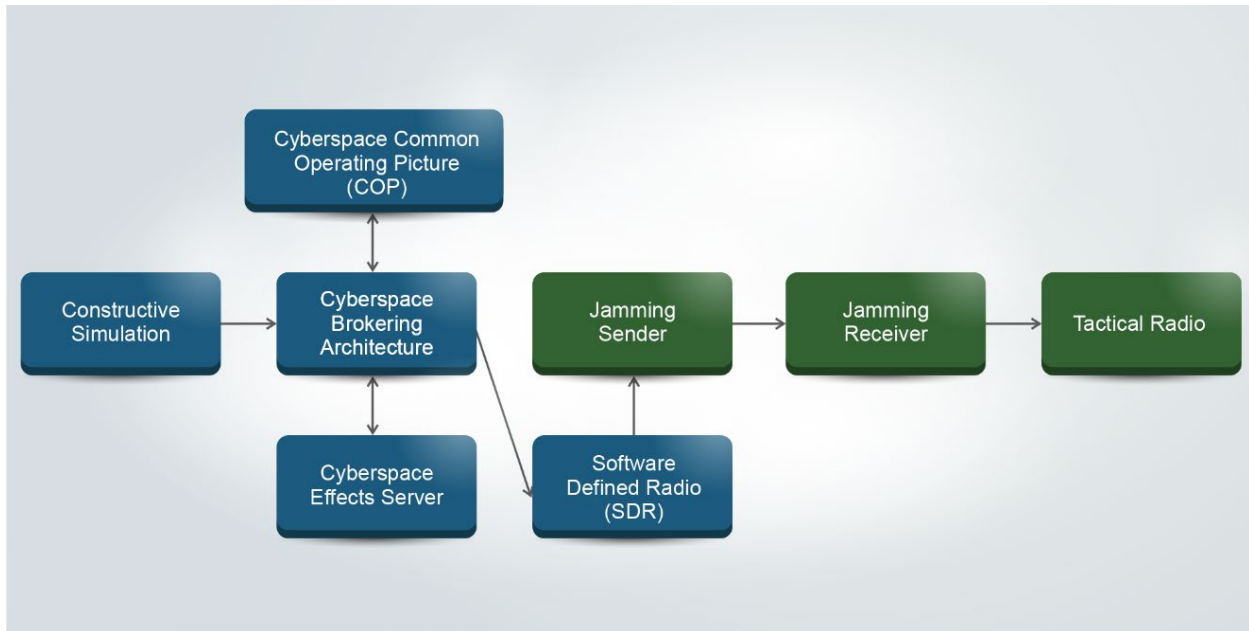 Cyberspace Common
Operating Picture
(COP)
Constructive
Simulation
Cyberspace
Brokering
Architecture
Jamming
Sender
Jamming
Receiver
Tactical Radio
Cyberspace
Effects Server
Software
Defined Radio
(SDR)